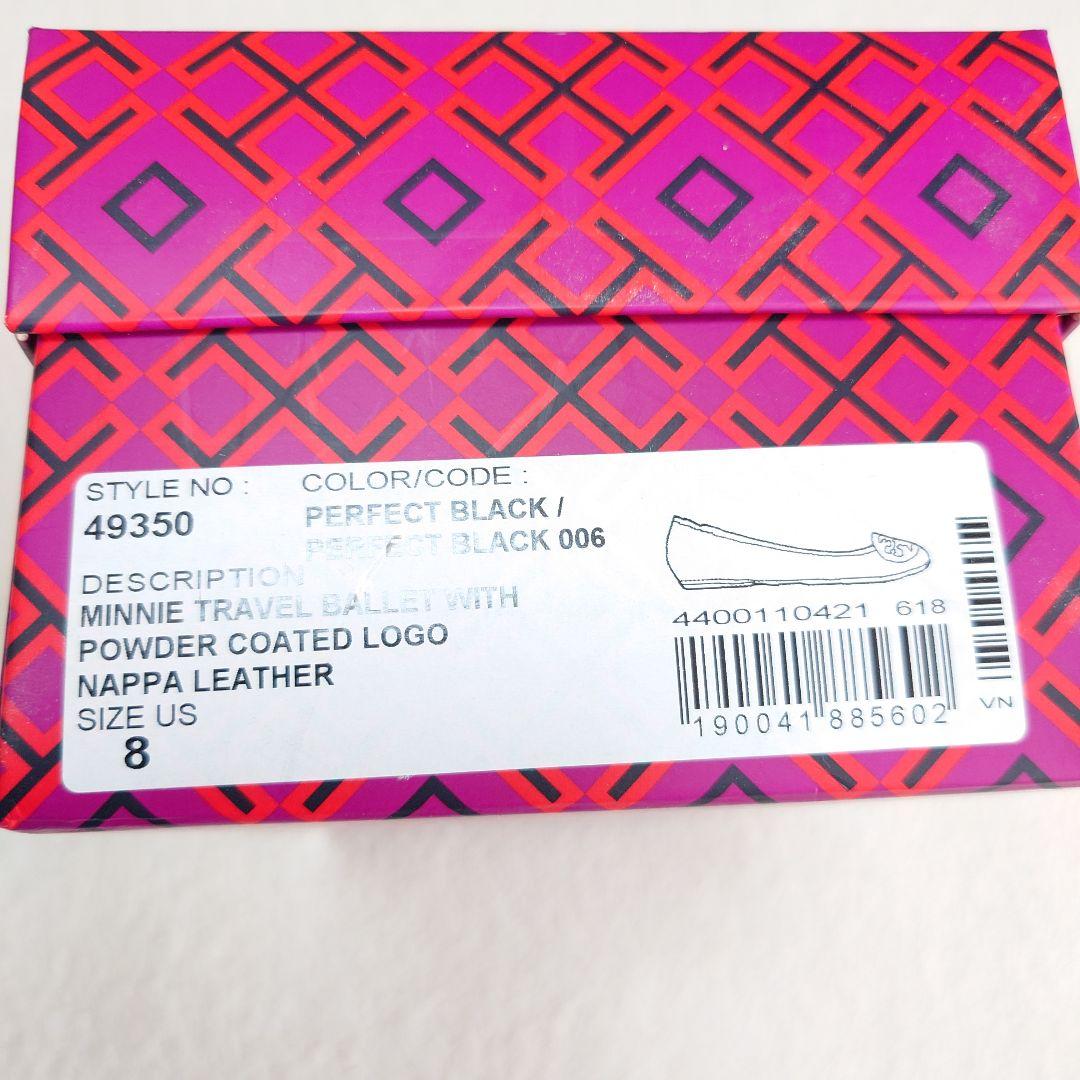 STYLE NO :
49350
COLOR/CODE :
PERFECT BLACK /
PERFECT BLACK 006
DESCRIPTION
MINNIE TRAVEL BALLET WITH
POWDER COATED LOGO
NAPPA LEATHER
SIZE US
8
4400110421 618
190041 885602
VN